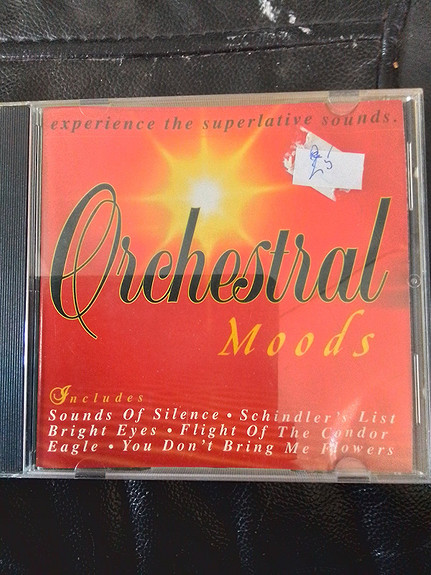 experience the superlative sounds.
Orchestral
Moods
Includes
Sounds Of Silence • Schindler's List
Bright Eyes • Flight Of The Condor
Eagle • You Don't Bring Me Flowers